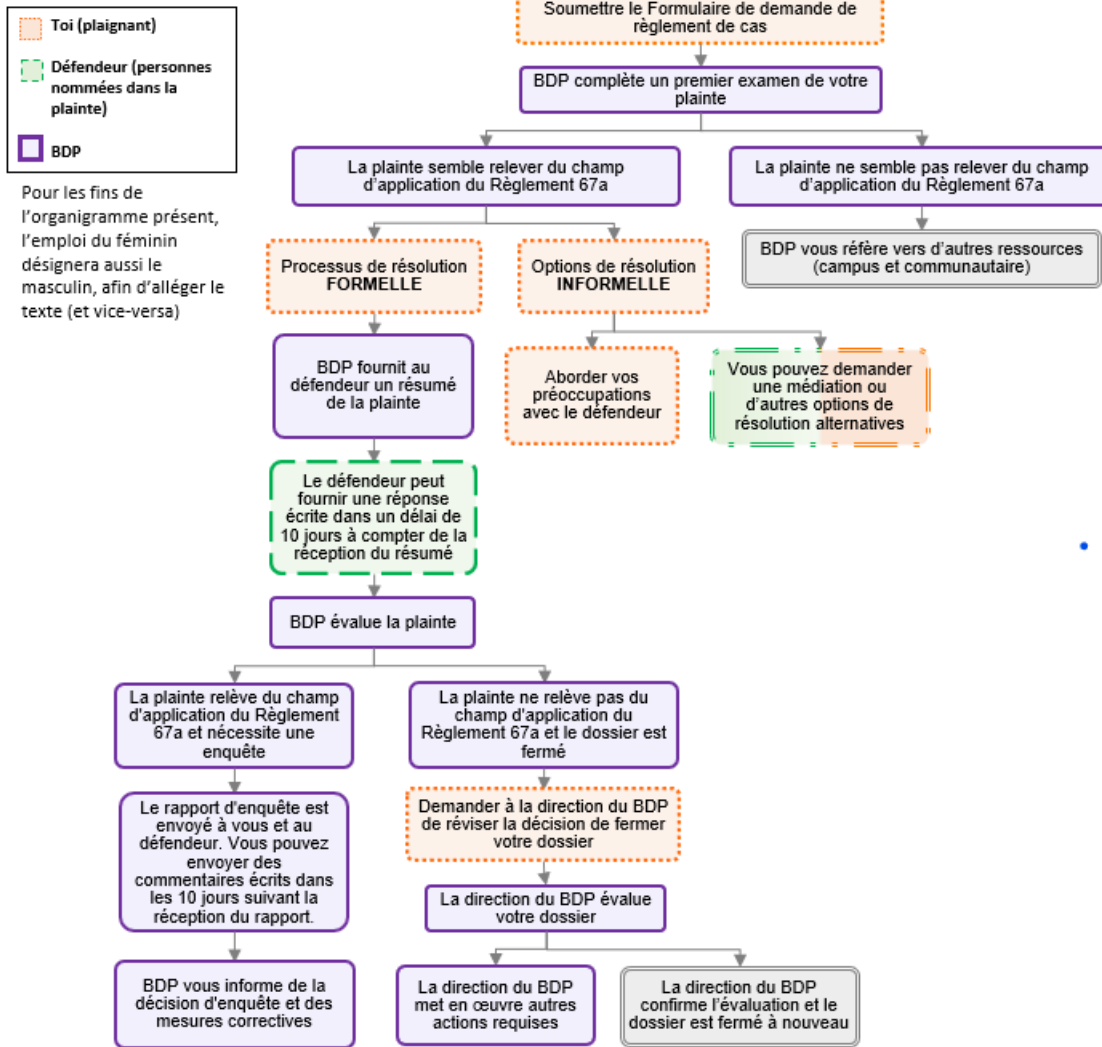 Toi (plaignant)
Défendeur (personnes
nommées dans la
plainte)
BDP
Pour les fins de
l'organigramme présent,
l'emploi du féminin
désignera aussi le
masculin, afin d'alléger le
texte (et vice-versa)
Soumettre le Formulaire de demande de
règlement de cas
BDP complète un premier examen de votre
plainte
La plainte semble relever du champ
d'application du Règlement 67a
La plainte ne semble pas relever du champ
d'application du Règlement 67a
BDP vous réfère vers d'autres ressources
(campus et communautaire)
Processus de résolution
FORMELLE
Options de résolution
INFORMELLE
BDP fournit au
défendeur un résumé
de la plainte
Aborder vos
préoccupations
avec le défendeur
Vous pouvez demander
une médiation ou
d'autres options de
résolution alternatives
Le défendeur peut
fournir une réponse
écrite dans un délai de
10 jours à compter de la
réception du résumé
BDP évalue la plainte
La plainte relève du champ
d'application du Règlement
67a et nécessite une
enquête
La plainte ne relève pas du
champ d'application du
Règlement 67a et le dossier est
fermé
Le rapport d'enquête est
envoyé à vous et au
défendeur. Vous pouvez
envoyer des
commentaires écrits dans
les 10 jours suivant la
réception du rapport.
Demander à la direction du BDP
de réviser la décision de fermer
votre dossier
La direction du BDP évalue
votre dossier
BDP vous informe de la
décision d'enquête et des
mesures correctives
La direction du BDP
met en œuvre autres
actions requises
La direction du BDP
confirme l'évaluation et le
dossier est fermé à nouveau